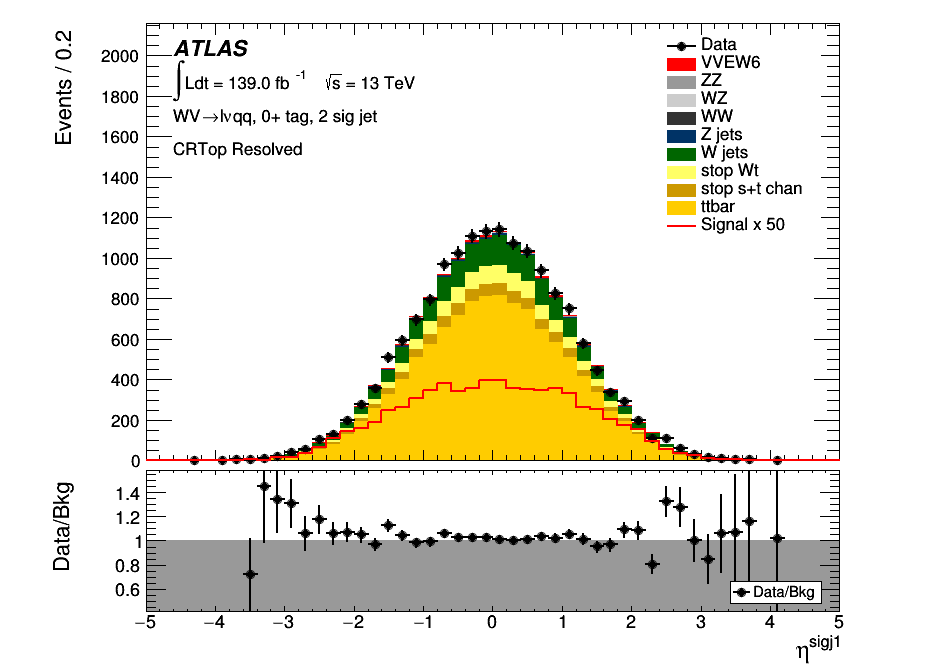 Events / 0.2
2000
1800
1600
1400
1200
1000
800
600
400
200
0
ATLAS
∫Ldt = 139.0 fb⁻¹ √s = 13 TeV
WV→lνqq, 0+ tag, 2 sig jet
CRTop Resolved
Data
VVEW6
ZZ
WZ
WW
Z jets
W jets
stop Wt
stop s+t chan
ttbar
Signal x 50
Data/Bkg
1.4
1.2
1
0.8
0.6
Data/Bkg
−5 −4 −3 −2 −1 0 1 2 3 4 5
η^sigj1